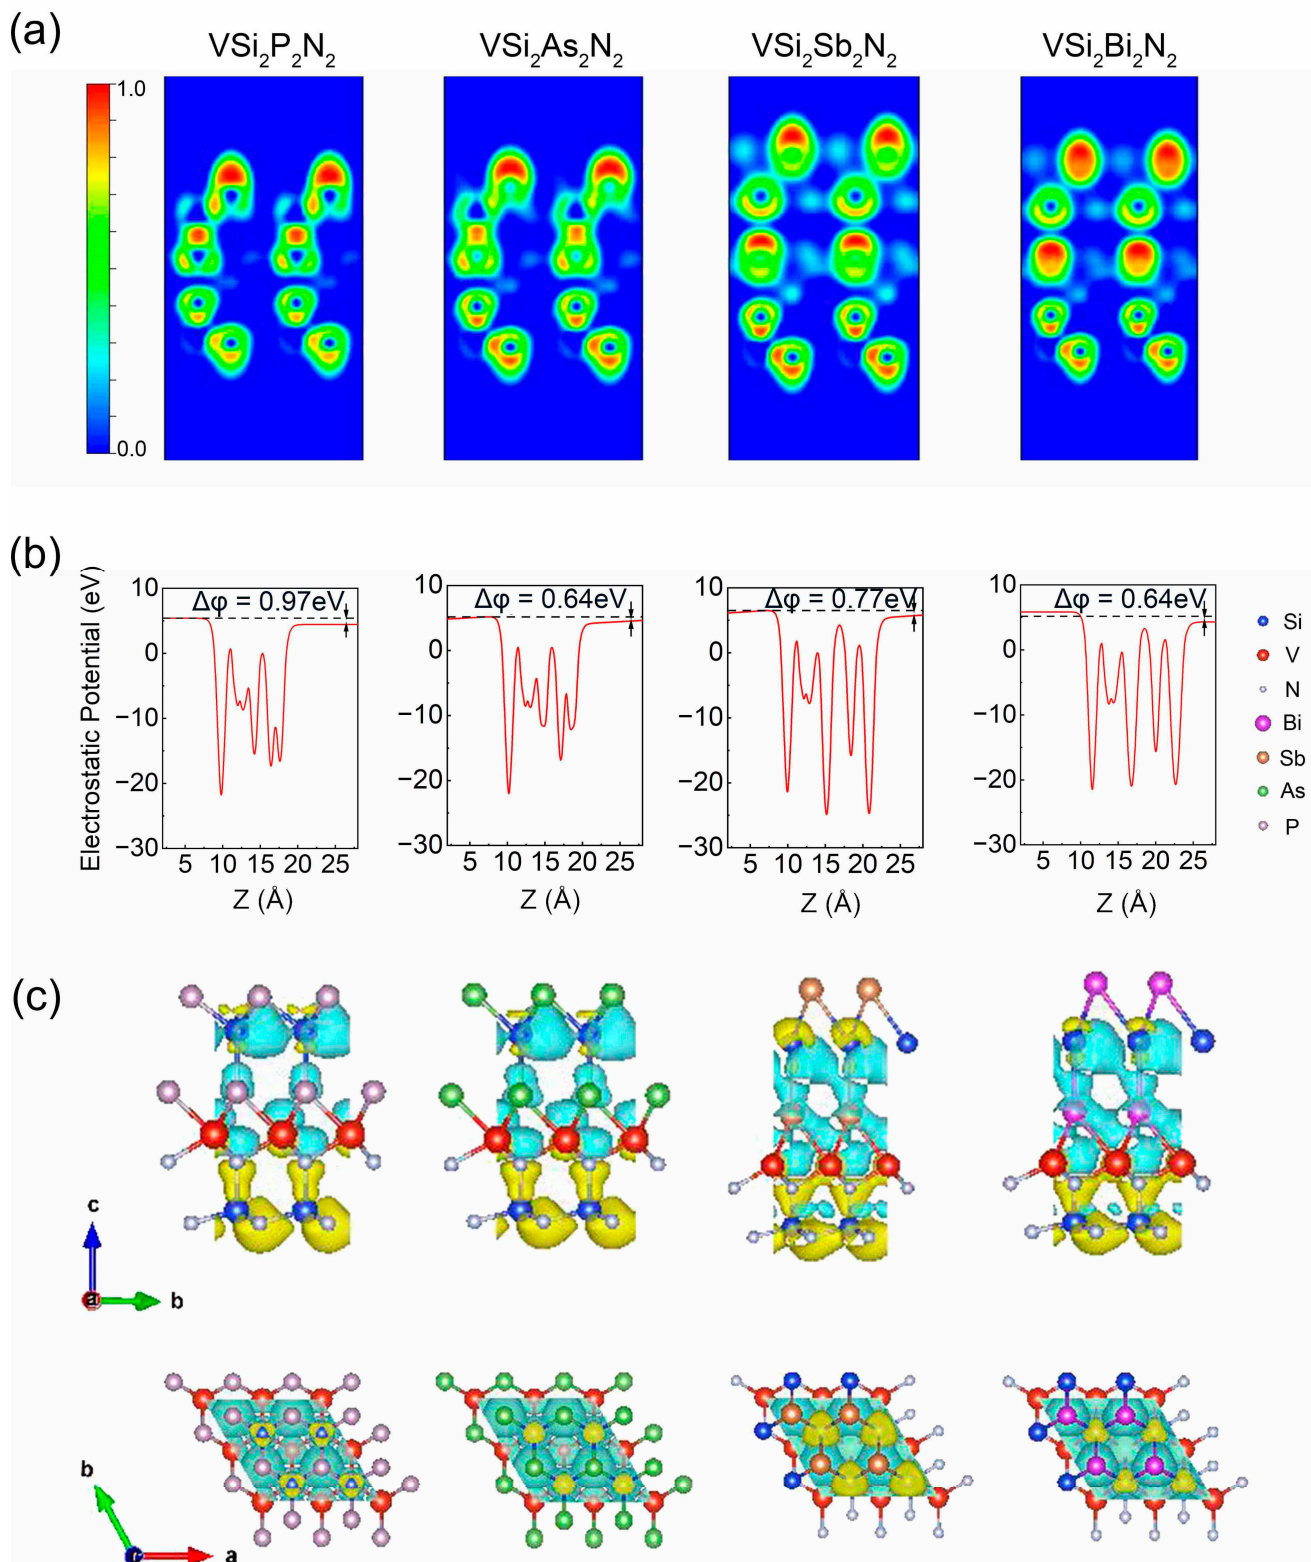 (a)
VSi₂P₂N₂ VSi₂As₂N₂ VSi₂Sb₂N₂ VSi₂Bi₂N₂
1.0
0.0
(b)
Electrostatic Potential (eV)
10 10 10 10
Δφ = 0.97eV Δφ = 0.64eV Δφ = 0.77eV Δφ = 0.64eV
0 0 0 0
−10 −10 −10 −10
−20 −20 −20 −20
−30 −30 −30 −30
5 10 15 20 25 5 10 15 20 25 5 10 15 20 25 5 10 15 20 25
Z (Å) Z (Å) Z (Å) Z (Å)
Si
V
N
Bi
Sb
As
P
(c)
c
a b
b
a